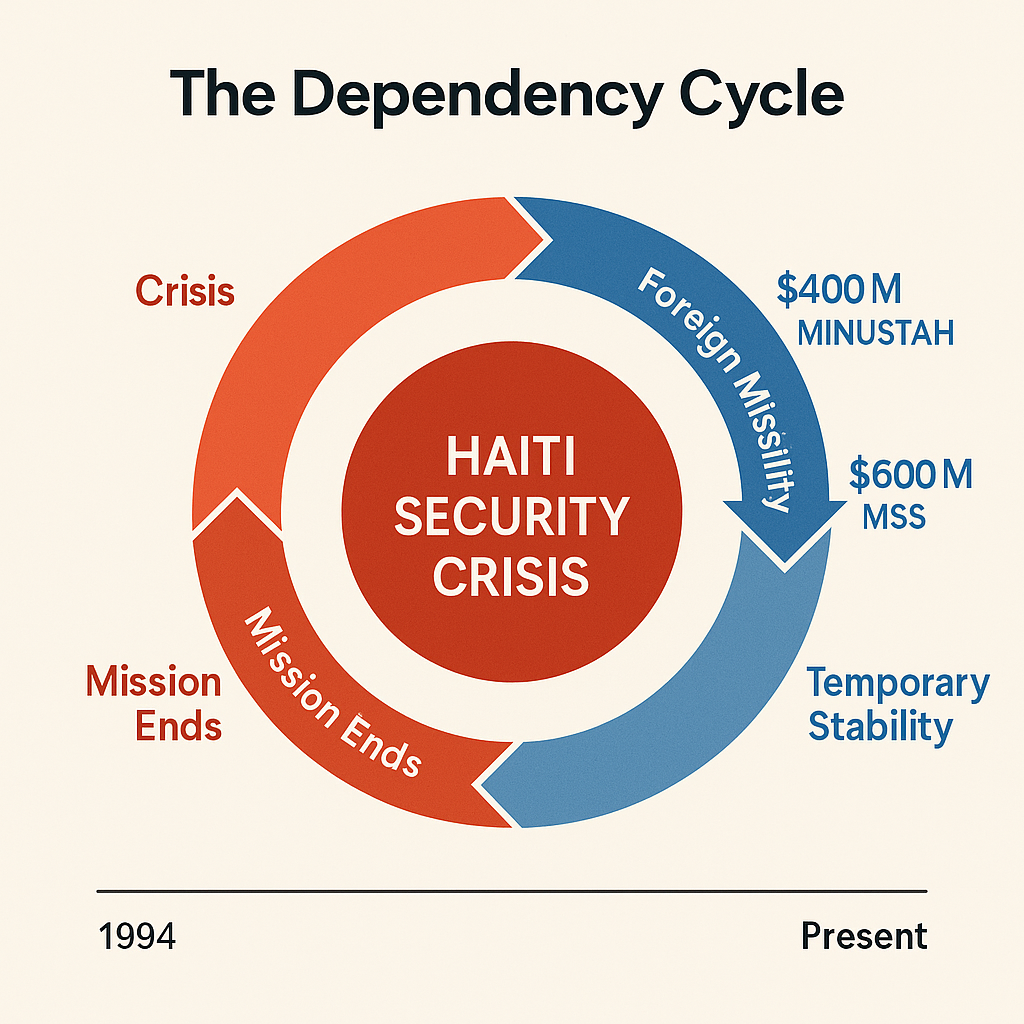 The Dependency Cycle
Crisis
Foreign Missility
$400 M
MINUSTAH
HAITI
SECURITY
CRISIS
$600 M
MSS
Mission Ends
Mission
Ends
Temporary
Stability
1994
Present